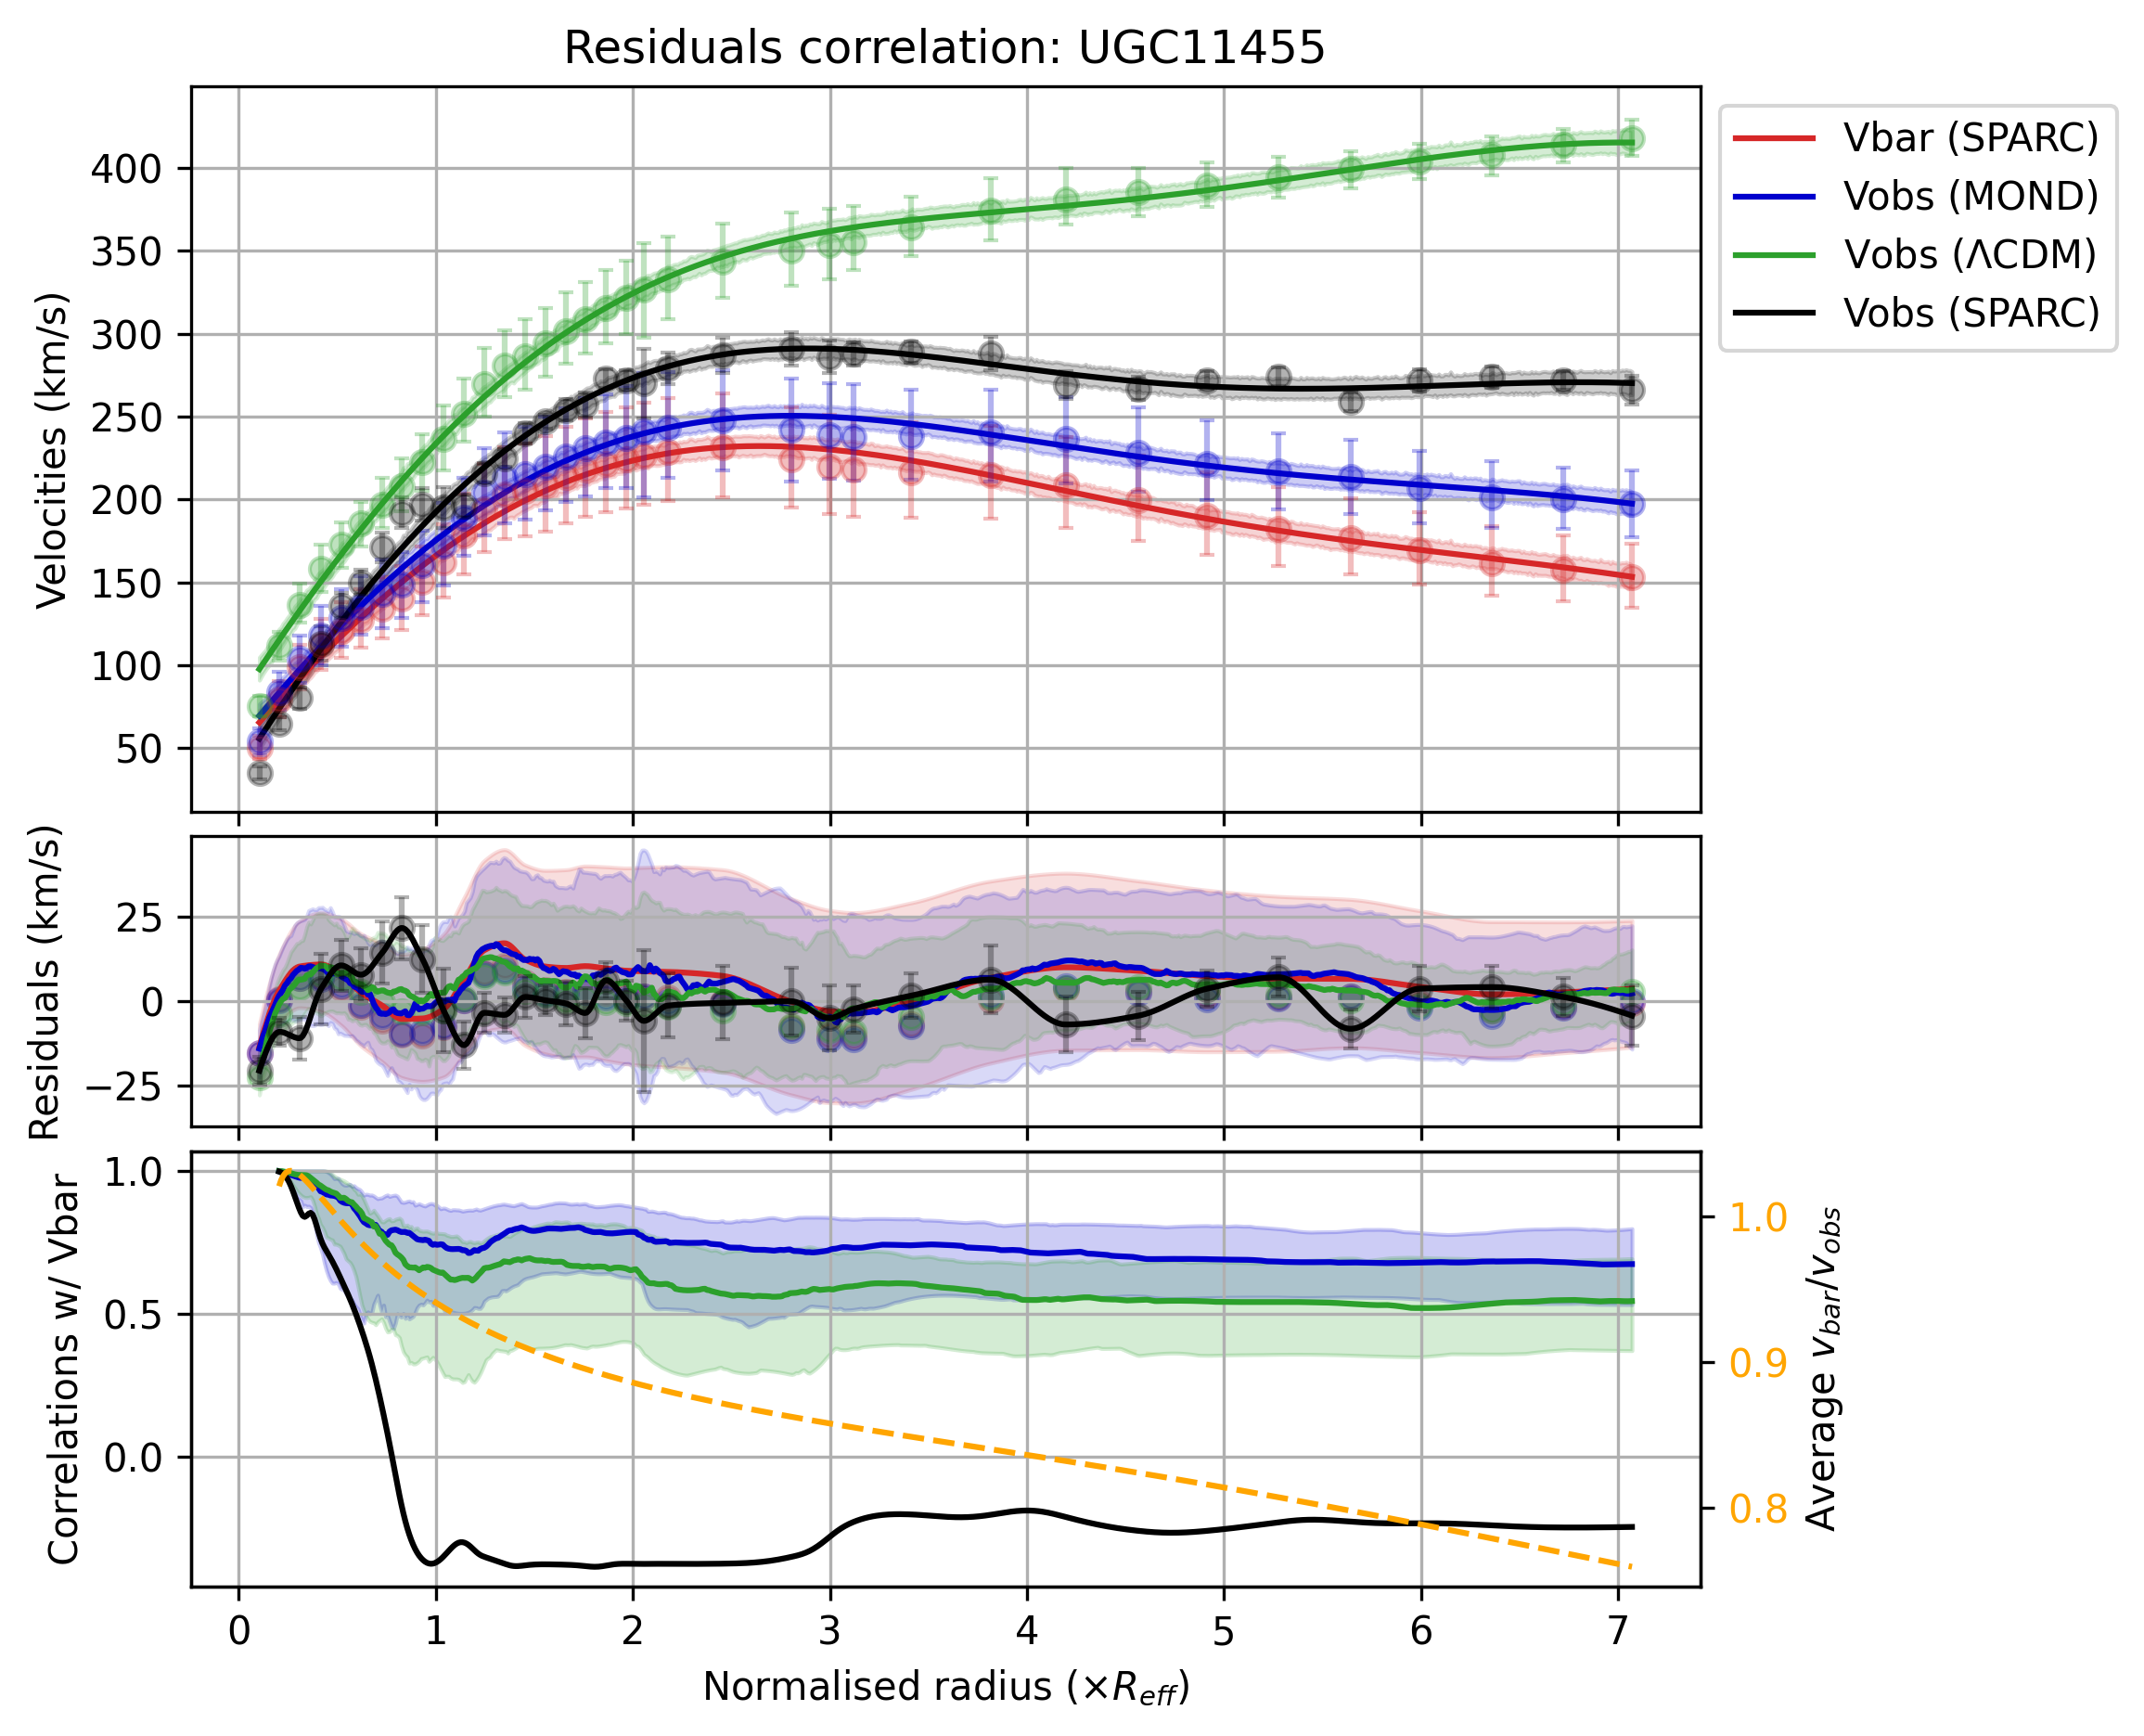 Residuals correlation: UGC11455
Velocities (km/s)
400
350
300
250
200
150
100
50
Vbar (SPARC)
Vobs (MOND)
Vobs (ΛCDM)
Vobs (SPARC)
Residuals (km/s)
25
0
−25
Correlations w/ Vbar
1.0
0.5
0.0
1.0
0.9
0.8
Average v_bar/v_obs
0 1 2 3 4 5 6 7
Normalised radius (×R_eff)